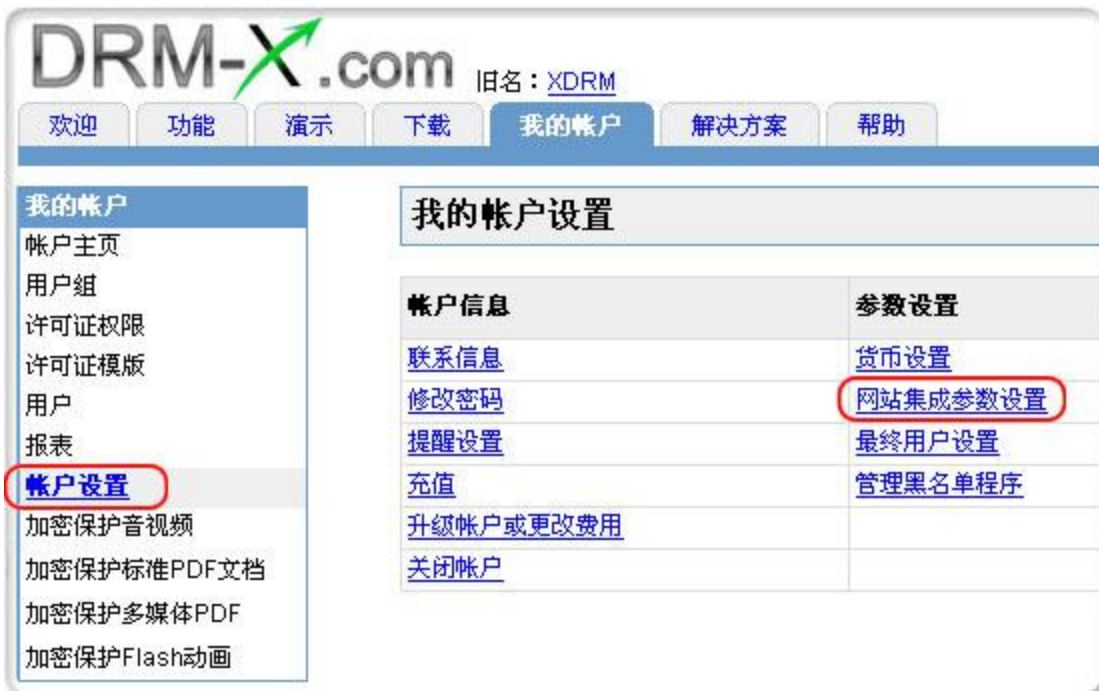 DRM-X.com 旧名：XDRM
欢迎 功能 演示 下载 我的帐户 解决方案 帮助
我的帐户
帐户主页
用户组
许可证权限
许可证模版
用户
报表
帐户设置
加密保护音视频
加密保护标准PDF文档
加密保护多媒体PDF
加密保护Flash动画
我的帐户设置
帐户信息 参数设置
联系信息 货币设置
修改密码 网站集成参数设置
提醒设置 最终用户设置
充值 管理黑名单程序
升级帐户或更改费用
关闭帐户